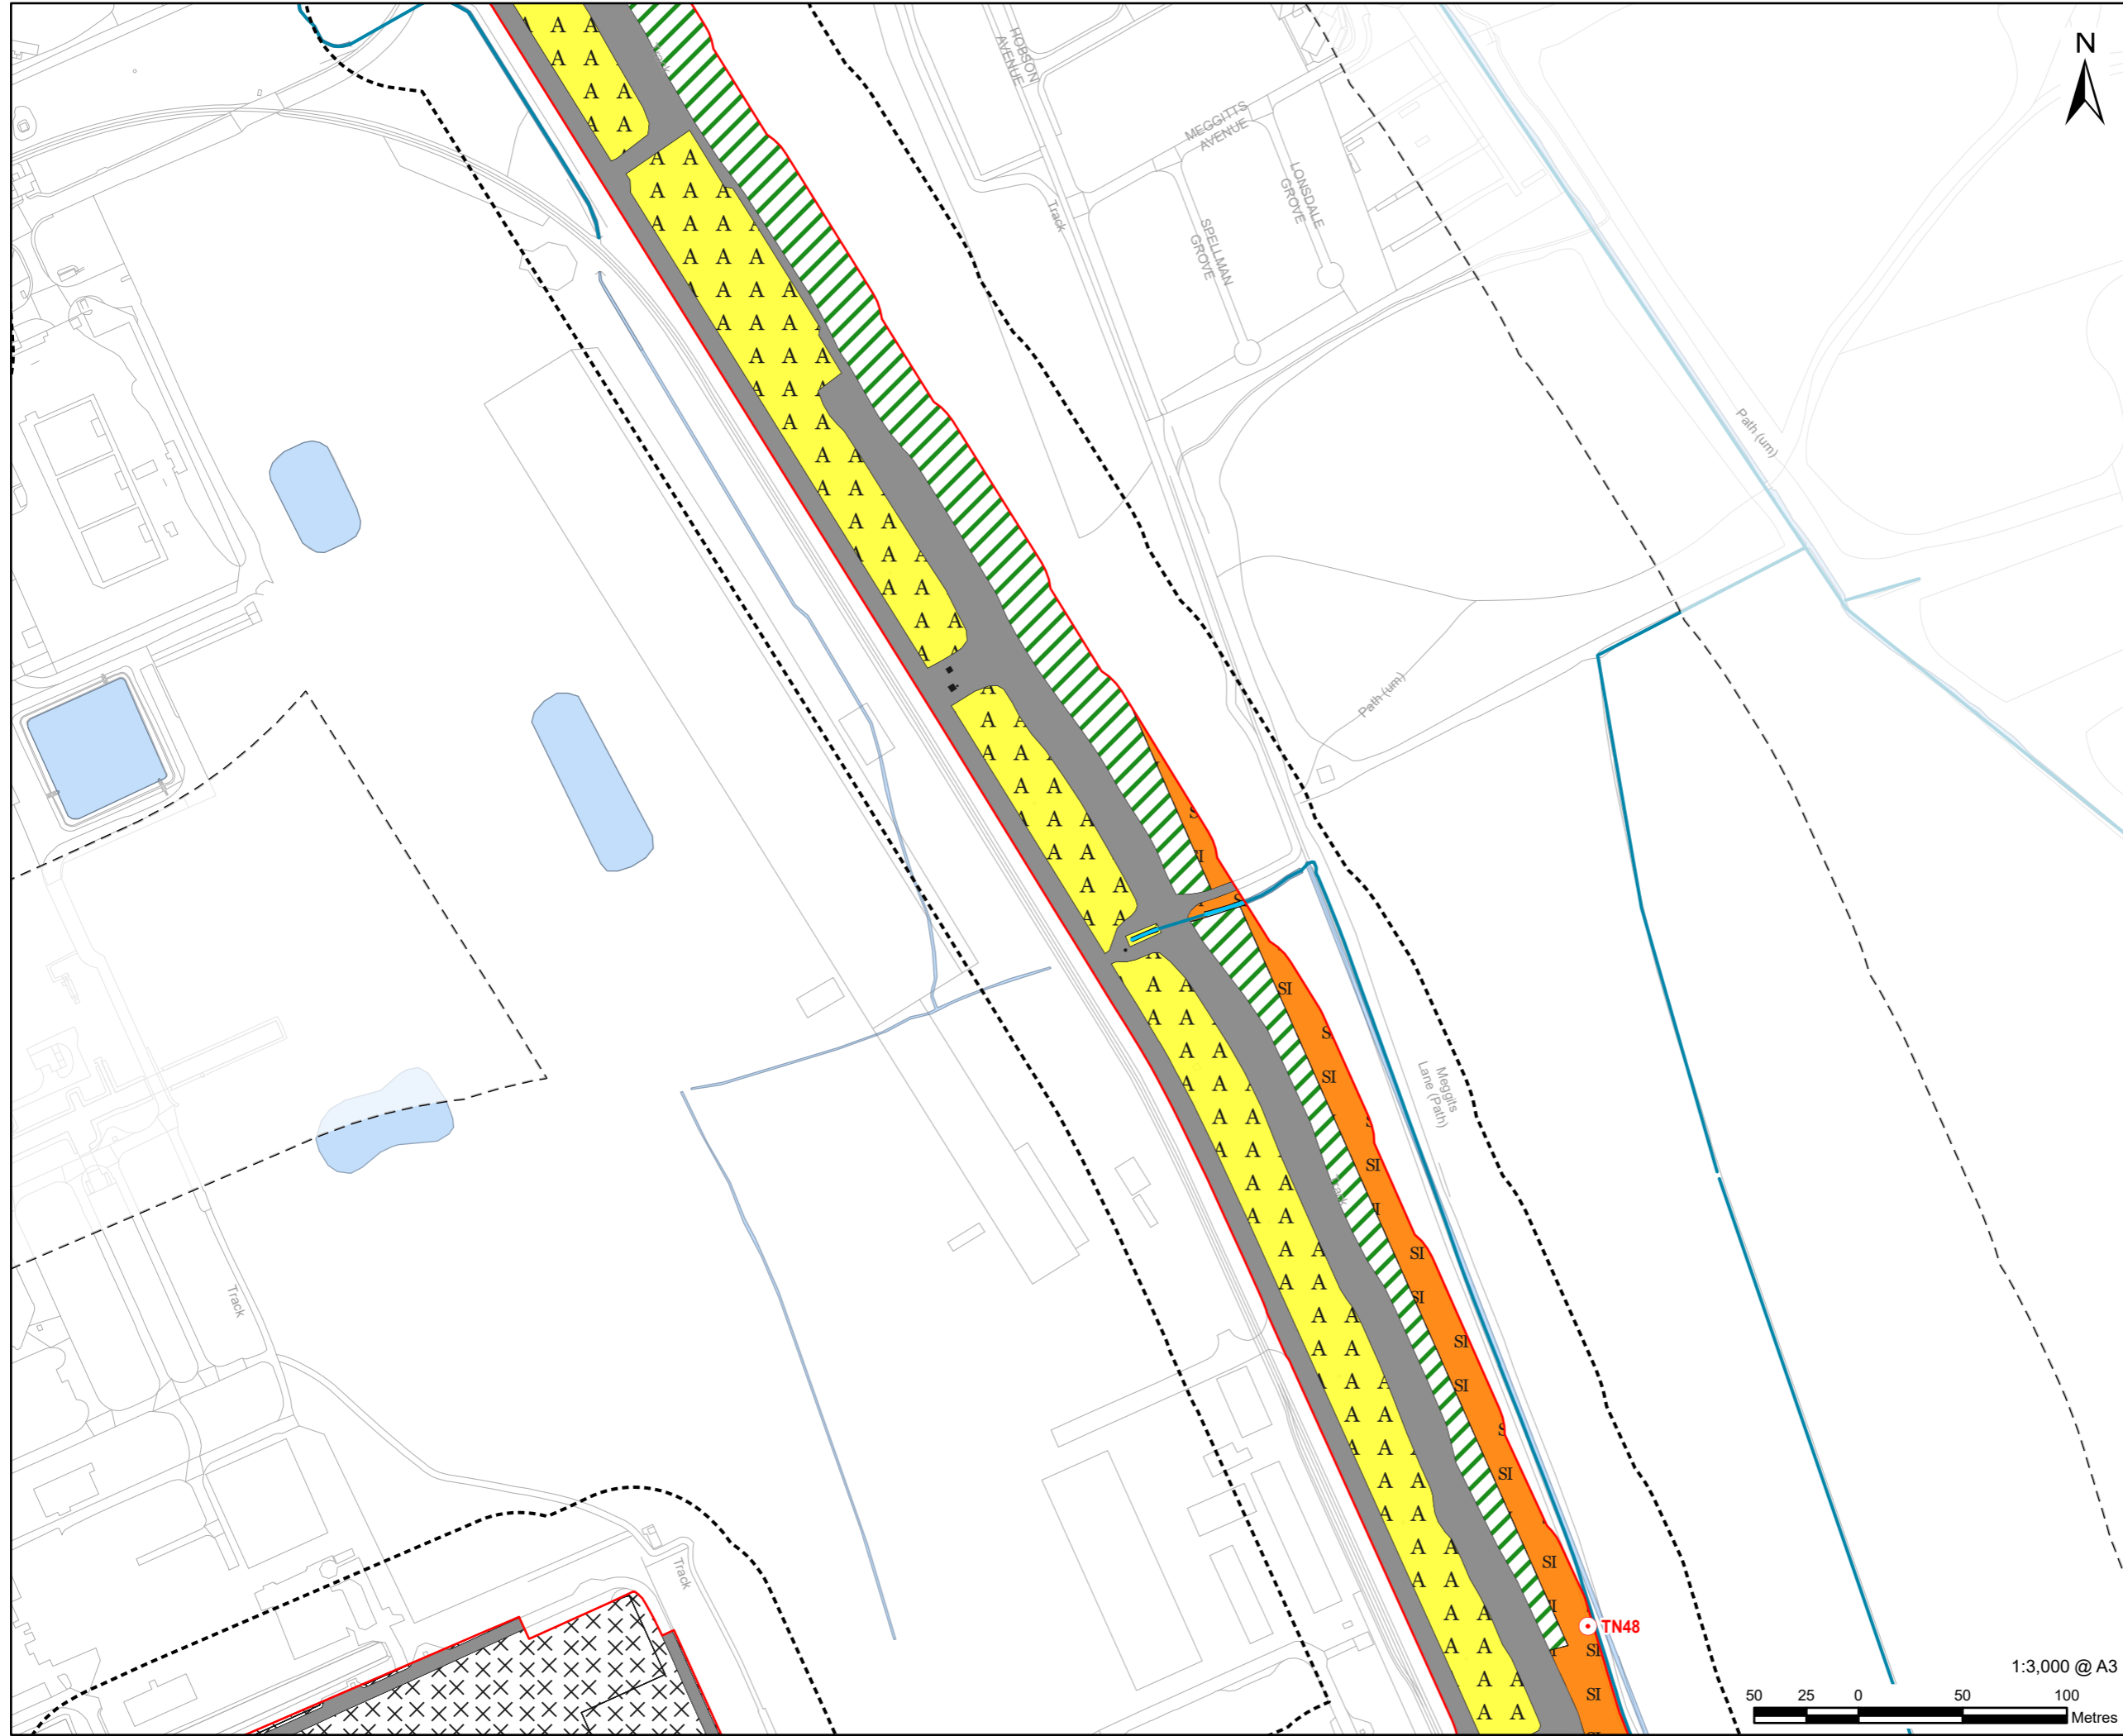 N
HOBSON
AVENUE
MEGGITTS
AVENUE
LONSDALE
GROVE
SPELLMAN
GROVE
Track
Path (um)
Path (um)
Meggits
Lane (Path)
Track
Track
TN48
1:3,000 @ A3
50 25 0 50 100
Metres